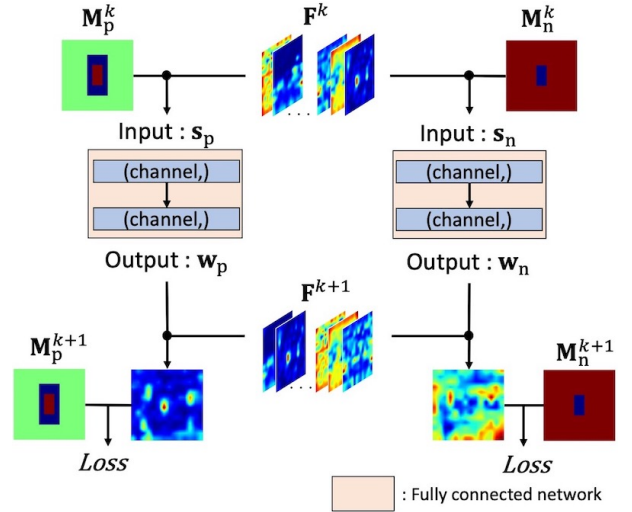 M_p^k F^k M_n^k
. . .
Input : s_p Input : s_n
(channel,) (channel,)
(channel,) (channel,)
Output : w_p Output : w_n
F^{k+1}
M_p^{k+1} M_n^{k+1}
. . .
Loss Loss
: Fully connected network